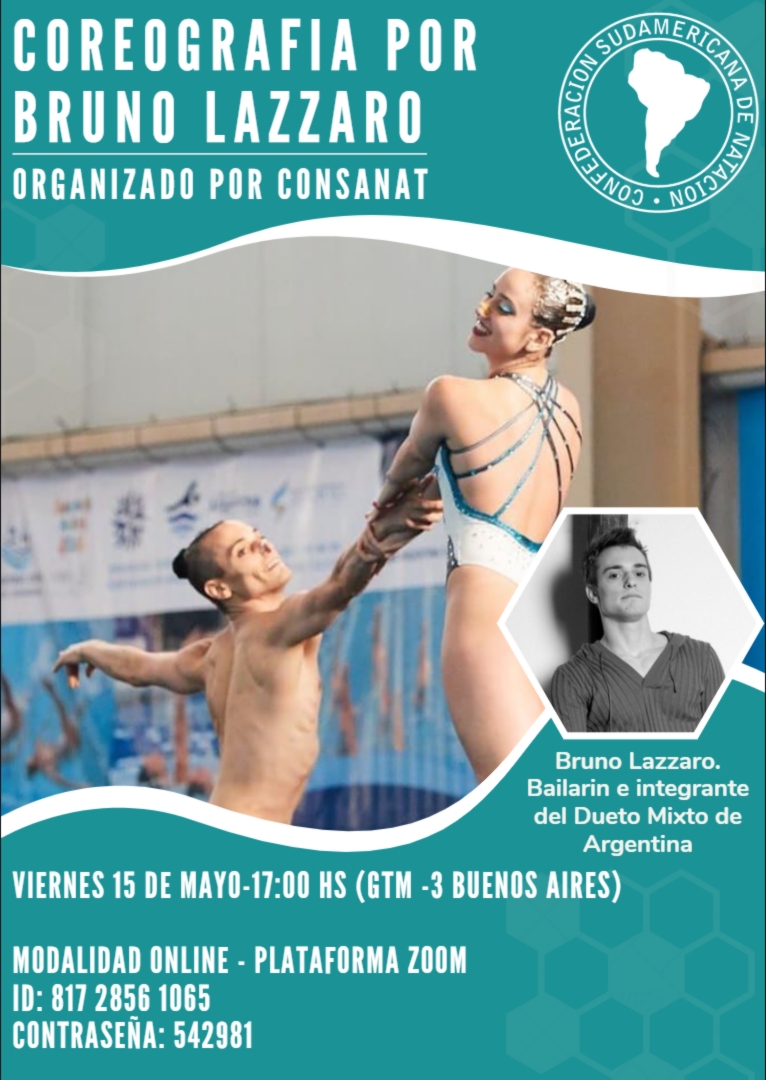 COREOGRAFIA POR
BRUNO LAZZARO
ORGANIZADO POR CONSANAT
CONFEDERACION SUDAMERICANA DE NATACION •
Bruno Lazzaro.
Bailarin e integrante
del Dueto Mixto de
Argentina
VIERNES 15 DE MAYO-17:00 HS (GTM -3 BUENOS AIRES)
MODALIDAD ONLINE - PLATAFORMA ZOOM
ID: 817 2856 1065
CONTRASEÑA: 542981